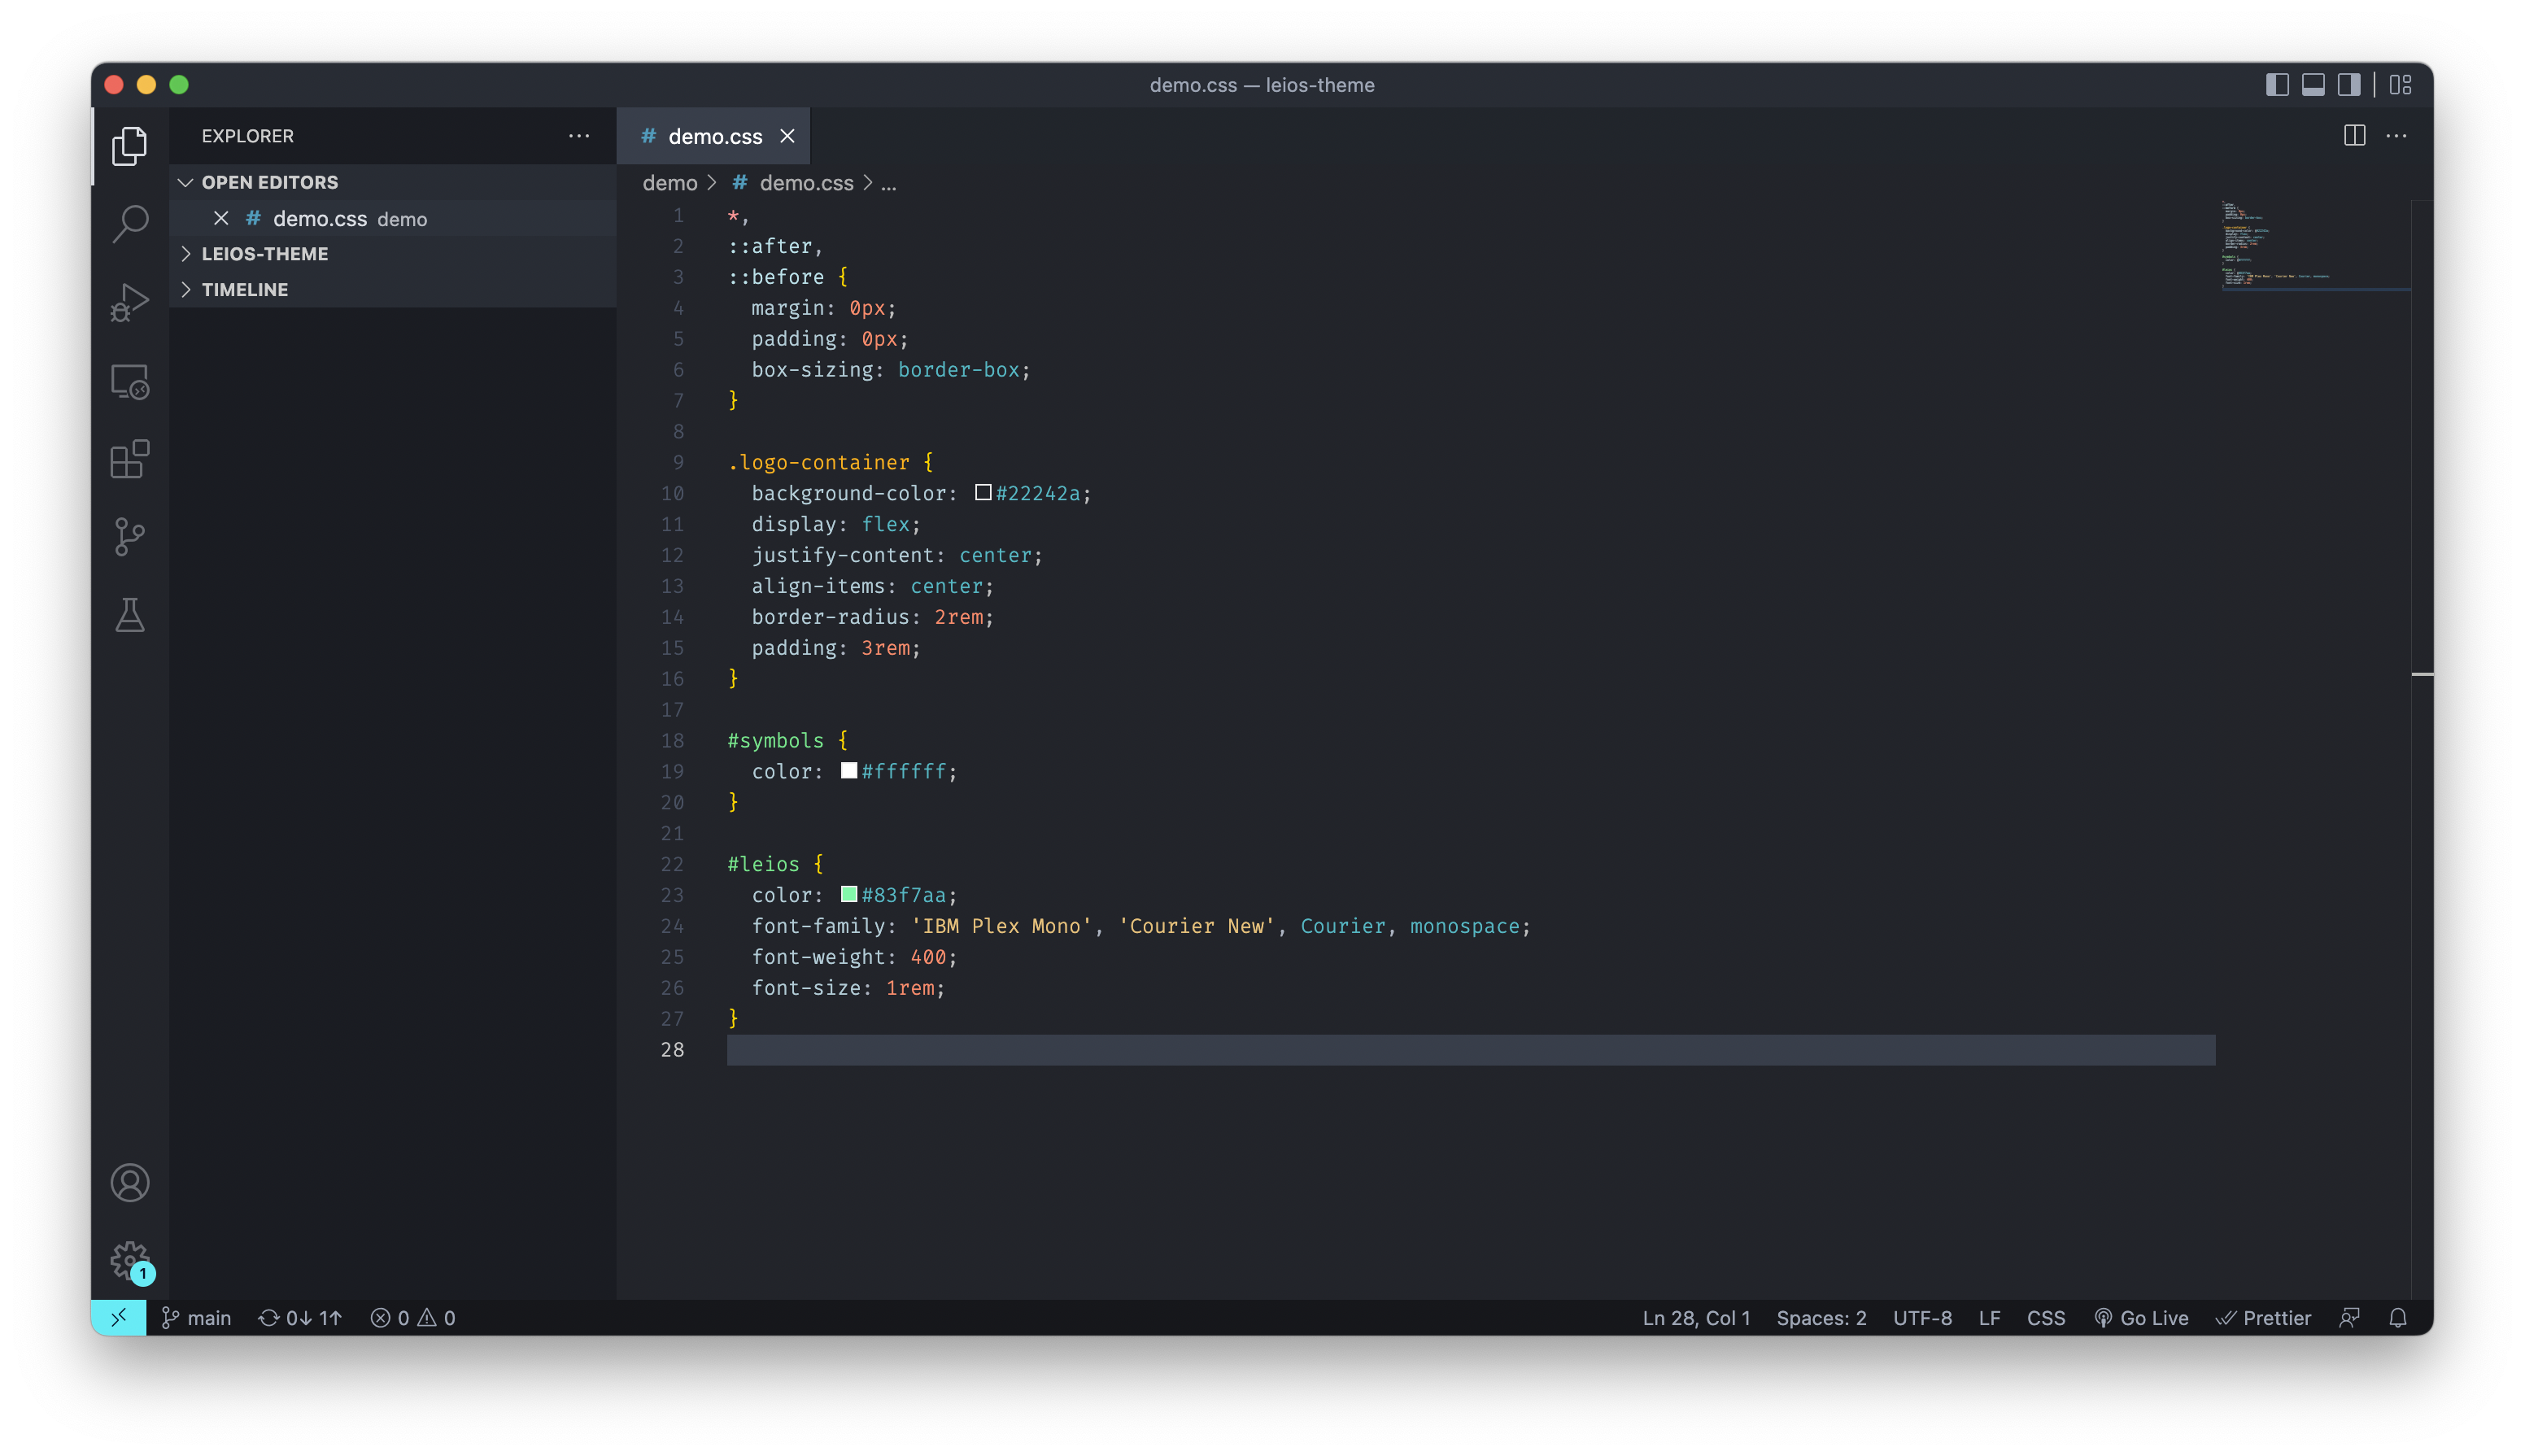 demo.css — leios-theme
EXPLORER
OPEN EDITORS
# demo.css demo
LEIOS-THEME
TIMELINE
# demo.css
demo > # demo.css > ...
1 *,
2 ::after,
3 ::before {
4 margin: 0px;
5 padding: 0px;
6 box-sizing: border-box;
7 }
8
9 .logo-container {
10 background-color: #22242a;
11 display: flex;
12 justify-content: center;
13 align-items: center;
14 border-radius: 2rem;
15 padding: 3rem;
16 }
17
18 #symbols {
19 color: #ffffff;
20 }
21
22 #leios {
23 color: #83f7aa;
24 font-family: 'IBM Plex Mono', 'Courier New', Courier, monospace;
25 font-weight: 400;
26 font-size: 1rem;
27 }
28
1
main 0↓ 1↑ 0 0 Ln 28, Col 1 Spaces: 2 UTF-8 LF CSS Go Live Prettier